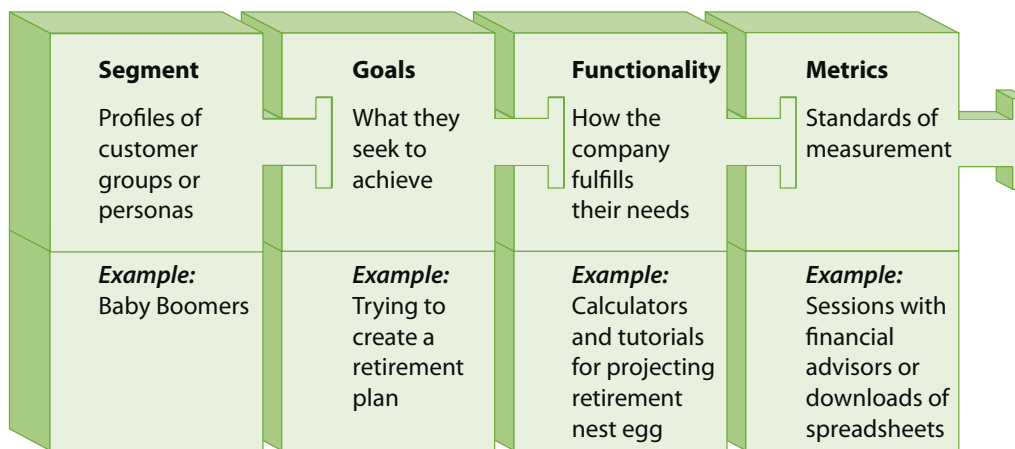 Segment
Profiles of
customer
groups or
personas
Example:
Baby Boomers
Goals
What they
seek to
achieve
Example:
Trying to
create a
retirement
plan
Functionality
How the
company
fulfills
their needs
Example:
Calculators
and tutorials
for projecting
retirement
nest egg
Metrics
Standards of
measurement
Example:
Sessions with
financial
advisors or
downloads of
spreadsheets